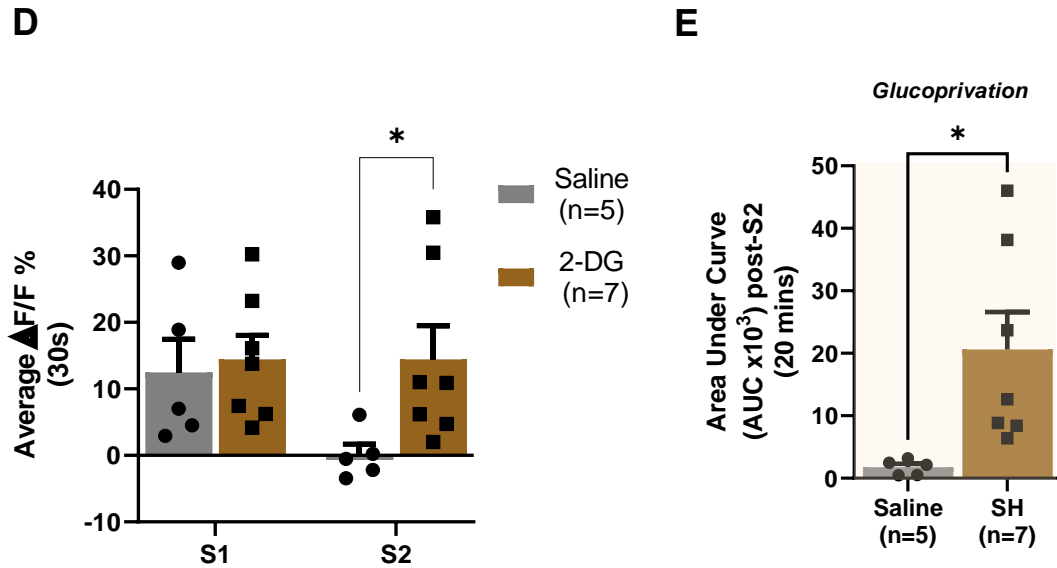 D
E
Glucoprivation
*
*
Saline
(n=5)
2-DG
(n=7)
Average ▲F/F %
(30s)
40
30
20
10
0
-10
S1
S2
Area Under Curve
(AUC x10³) post-S2
(20 mins)
50
40
30
20
10
0
Saline
(n=5)
SH
(n=7)